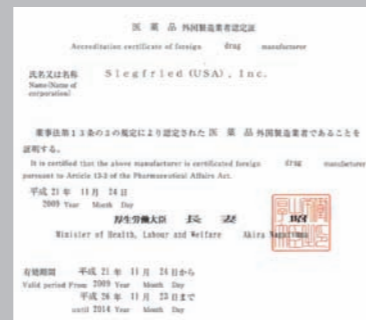 医 薬 品 外国製造業者認定証
Accreditation certificate of foreign drug manufacturer
氏名又は名称 Siegfried (USA), Inc.
Name(Name of
corporation)
薬事法第13条の3の規定により認定された 医 薬 品 外国製造業者であることを
証明する。
It is certified that the above manufacturer is certificated foreign drug manufacturer
pursuant to Article 13-3 of the Pharmaceutical Affairs Act.
平成 21 年 11 月 24 日
2009 Year Month Day
厚生労働大臣 長 妻 昭
Minister of Health, Labour and Welfare Akira Nagatsuma
有効期間 平成 21 年 11 月 24 日から
Valid period From 2009 Year Month Day
平成 26 年 11 月 23 日まで
until 2014 Year Month Day